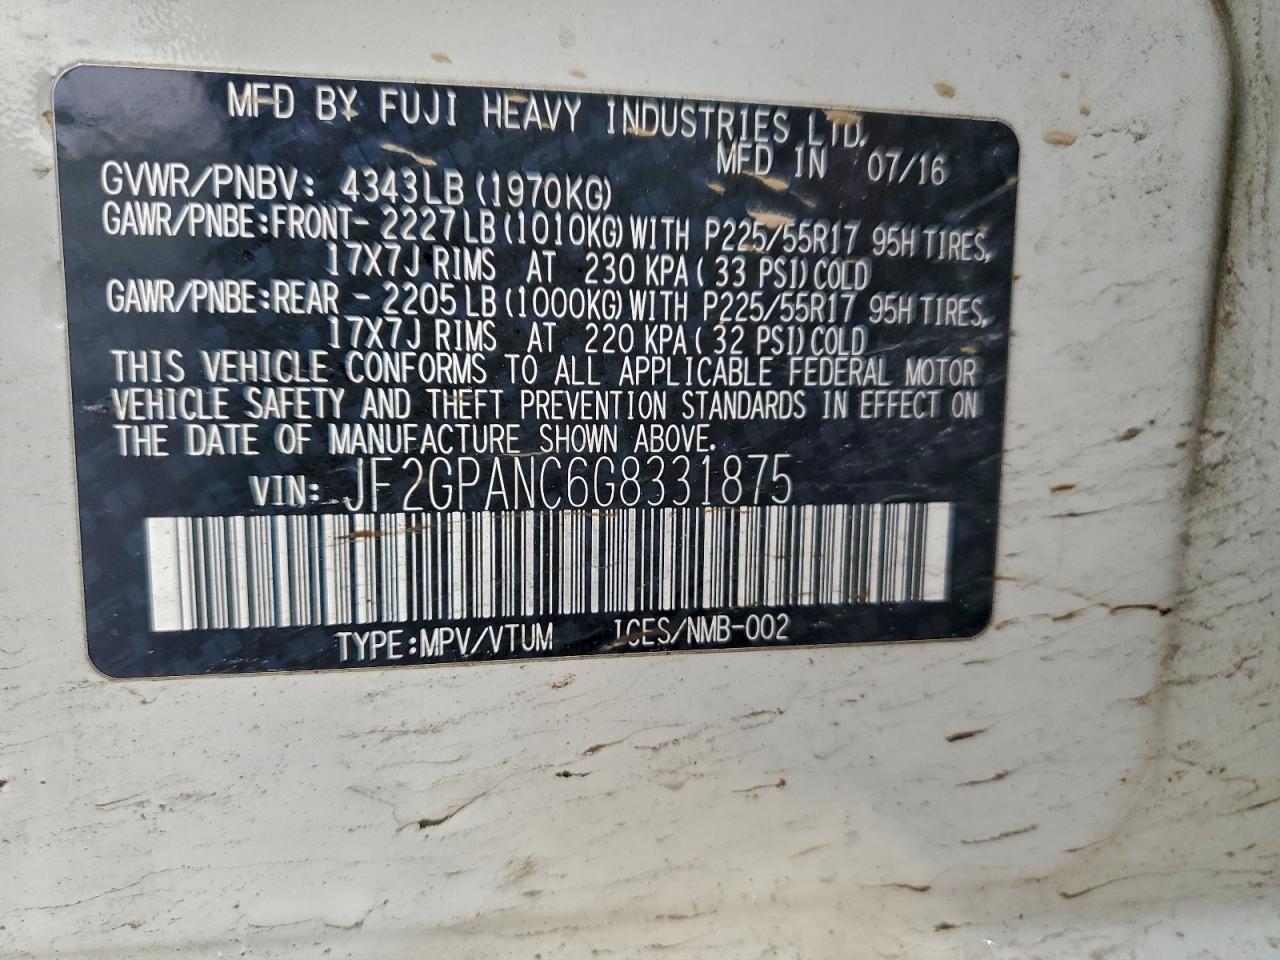 MFD BY FUJI HEAVY INDUSTRIES LTD.
MFD IN 07/16
GVWR/PNBV: 4343LB (1970KG)
GAWR/PNBE:FRONT- 2227LB (1010KG) WITH P225/55R17 95H TIRES,
17X7J RIMS AT 230 KPA( 33 PSI) COLD
GAWR/PNBE:REAR - 2205LB (1000KG) WITH P225/55R17 95H TIRES,
17X7J RIMS AT 220 KPA( 32 PSI) COLD
THIS VEHICLE CONFORMS TO ALL APPLICABLE FEDERAL MOTOR
VEHICLE SAFETY AND THEFT PREVENTION STANDARDS IN EFFECT ON
THE DATE OF MANUFACTURE SHOWN ABOVE.
VIN: JF2GPANC6G8331875
TYPE:MPV/VTUM ICES/NMB-002